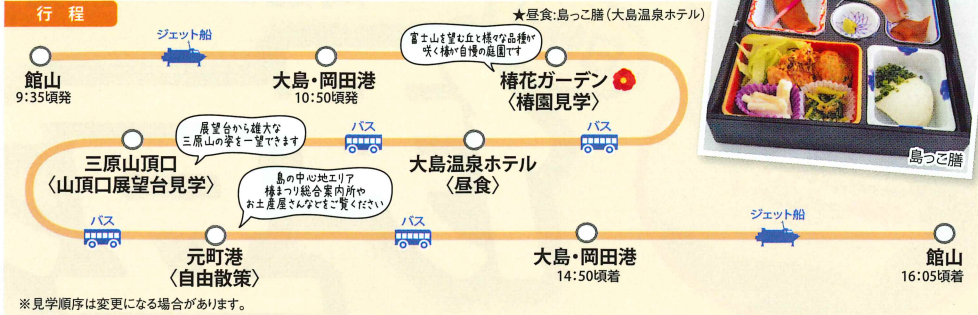 行程
★昼食:島っこ膳(大島温泉ホテル)
ジェット船
富士山を望む丘と様々な品種が
咲く椿が自慢の庭園です
館山
9:35頃発
大島・岡田港
10:50頃発
椿花ガーデン
〈椿園見学〉
島っこ膳
展望台から雄大な
三原山の姿を一望できます
バス
バス
三原山頂口
〈山頂口展望台見学〉
大島温泉ホテル
〈昼食〉
島の中心地エリア
椿まつり総合案内所や
お土産屋さんなどをご覧ください
バス
バス
ジェット船
元町港
〈自由散策〉
大島・岡田港
14:50頃着
館山
16:05頃着
※見学順序は変更になる場合があります。